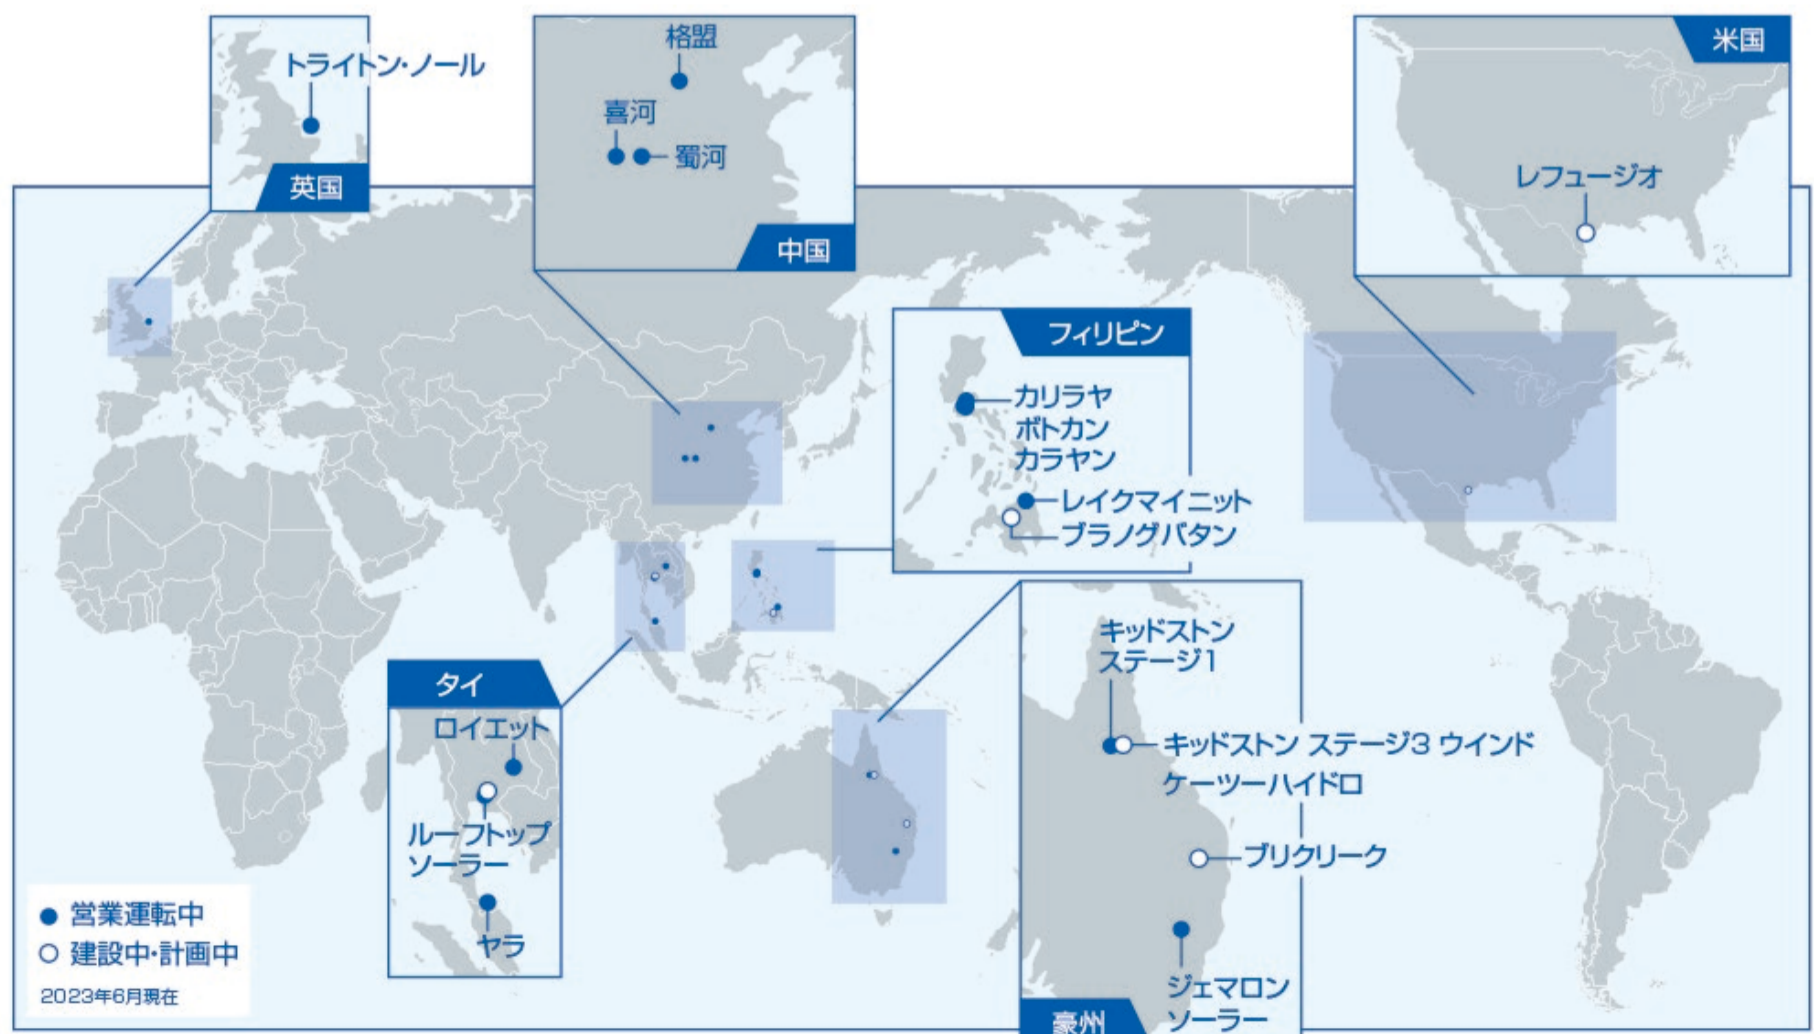 トライトン・ノール
英国
格盟
喜河
蜀河
中国
米国
レフュージオ
フィリピン
カリラヤ
ボトカン
カラヤン
レイクマイニット
ブラノグバタン
タイ
ロイエット
ルーフトップ
ソーラー
ヤラ
キッドストン
ステージ1
キッドストン ステージ3 ウインド
ケーツーハイドロ
ブリクリーク
ジェマロン
ソーラー
豪州
営業運転中
建設中・計画中
2023年6月現在